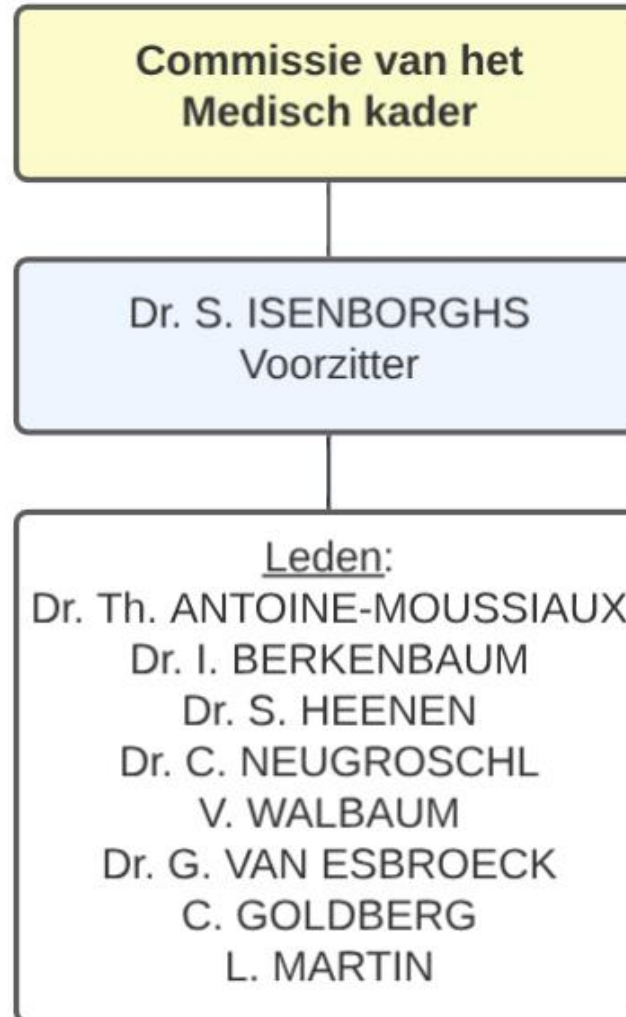 Commissie van het
Medisch kader
Dr. S. ISENBORGHS
Voorzitter
Leden:
Dr. Th. ANTOINE-MOUSSIAUX
Dr. I. BERKENBAUM
Dr. S. HEENEN
Dr. C. NEUGROSCHL
V. WALBAUM
Dr. G. VAN ESBROECK
C. GOLDBERG
L. MARTIN